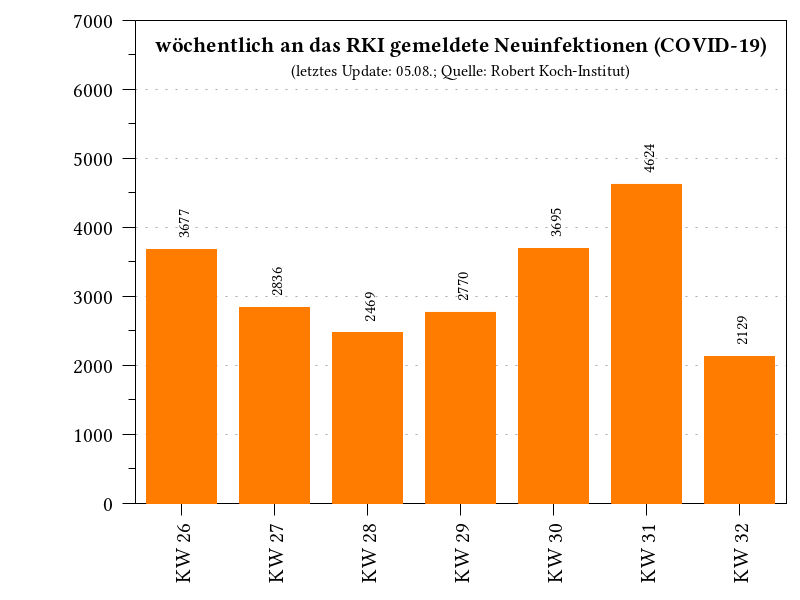 wöchentlich an das RKI gemeldete Neuinfektionen (COVID-19)
(letztes Update: 05.08.; Quelle: Robert Koch-Institut)
7000
6000
5000
4000
3000
2000
1000
0
3677
2836
2469
2770
3695
4624
2129
KW 26
KW 27
KW 28
KW 29
KW 30
KW 31
KW 32